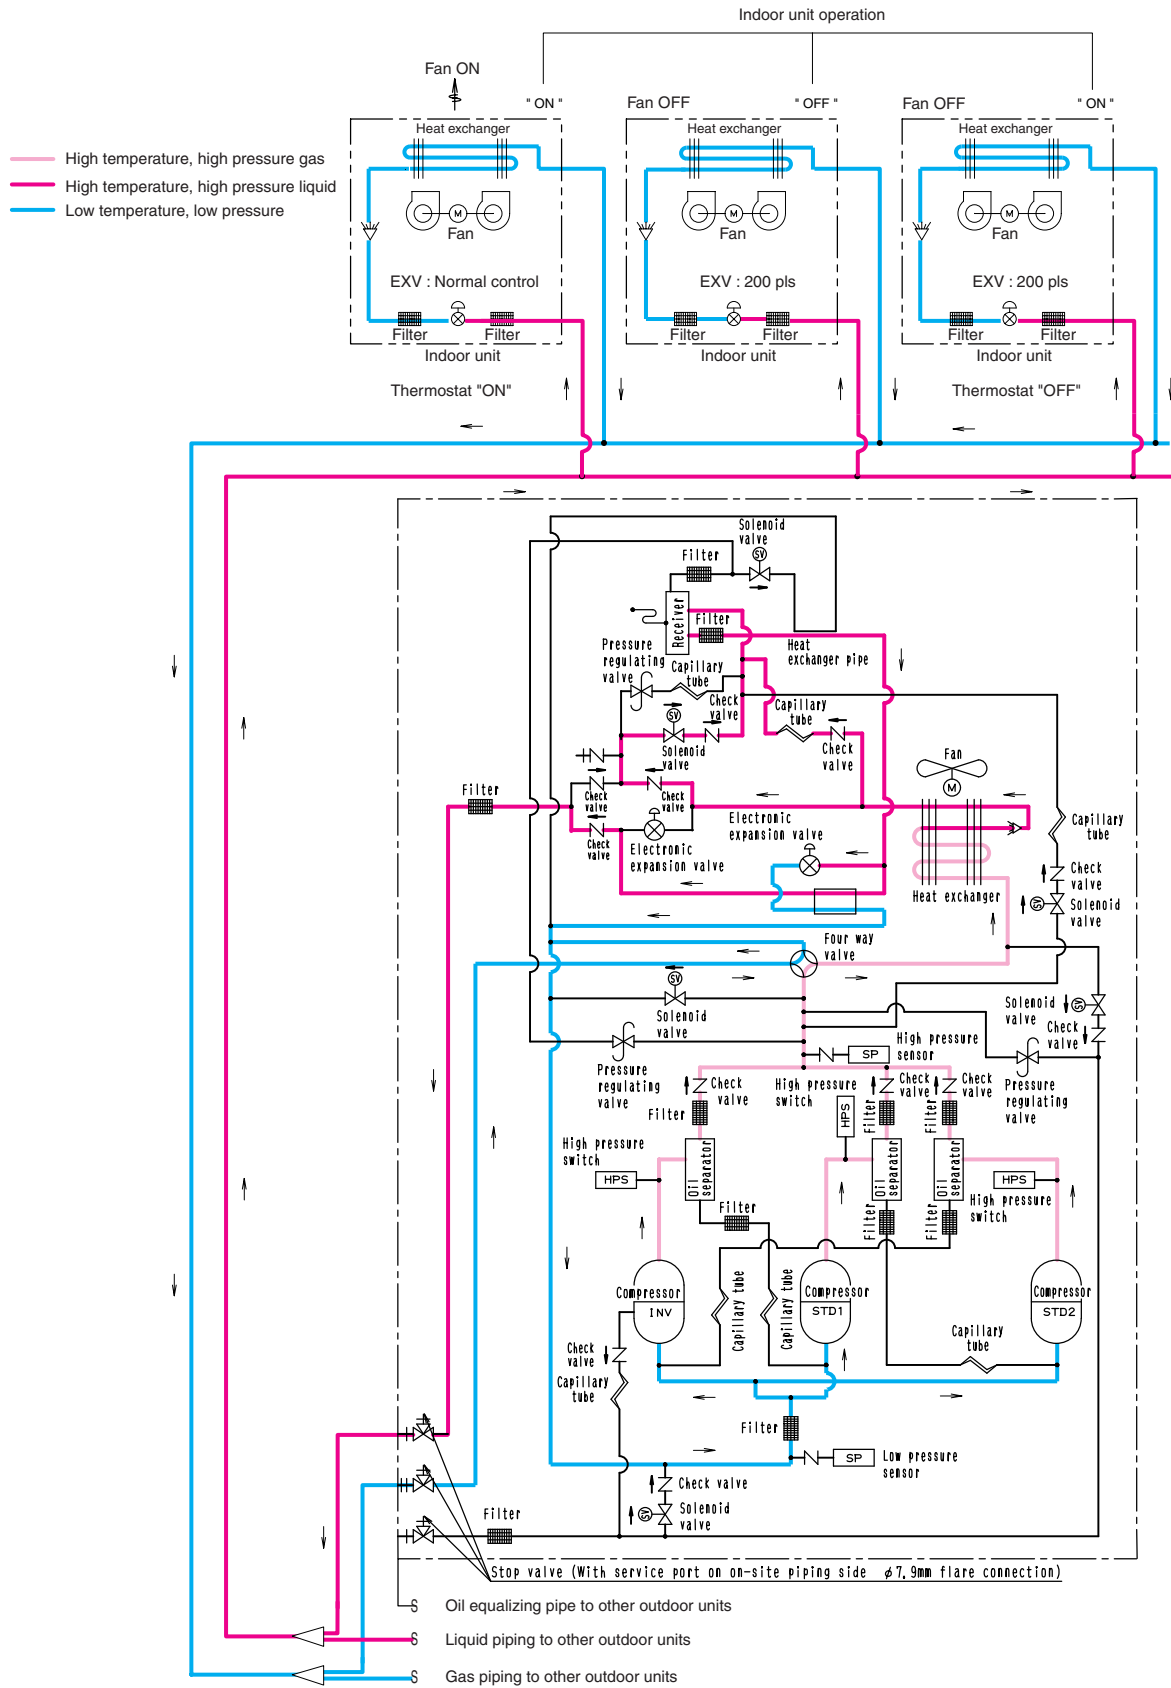 Indoor unit operation
Fan ON
" ON "
Fan OFF
" OFF "
Fan OFF
" ON "
Heat exchanger
Heat exchanger
Heat exchanger
High temperature, high pressure gas
High temperature, high pressure liquid
Low temperature, low pressure
M
M
M
Fan
Fan
Fan
EXV : Normal control
EXV : 200 pls
EXV : 200 pls
Filter
Filter
Filter
Filter
Filter
Filter
Indoor unit
Indoor unit
Indoor unit
Thermostat "ON"
Thermostat "OFF"
Solenoid
valve
SV
Filter
Receiver
Filter
Pressure
regulating
valve
Capillary
tube
Heat
exchanger pipe
Check
valve
SV
Solenoid
valve
Capillary
tube
Check
valve
Fan
M
Filter
Check
valve
Check
valve
Check
valve
Electronic
expansion valve
Electronic
expansion valve
Capillary
tube
Check
valve
SV
Solenoid
valve
Heat exchanger
Four way
valve
SV
Solenoid
valve
Solenoid
valve
SV
Check
valve
High pressure
sensor
SP
Pressure
regulating
valve
Pressure
regulating
valve
Check
valve
High pressure
switch
Check
valve
Check
valve
Filter
HPS
Filter
Filter
High pressure
switch
HPS
Oil
separator
Oil
separator
Oil
separator
HPS
High pressure
switch
Filter
Filter
Filter
Compressor
INV
Capillary tube
Capillary tube
Compressor
STD1
Compressor
STD2
Check
valve
Capillary
tube
Capillary
tube
Filter
SP
Low pressure
sensor
Check valve
SV
Solenoid
valve
Filter
Stop valve (With service port on on-site piping side ⌀7.9mm flare connection)
Oil equalizing pipe to other outdoor units
Liquid piping to other outdoor units
Gas piping to other outdoor units